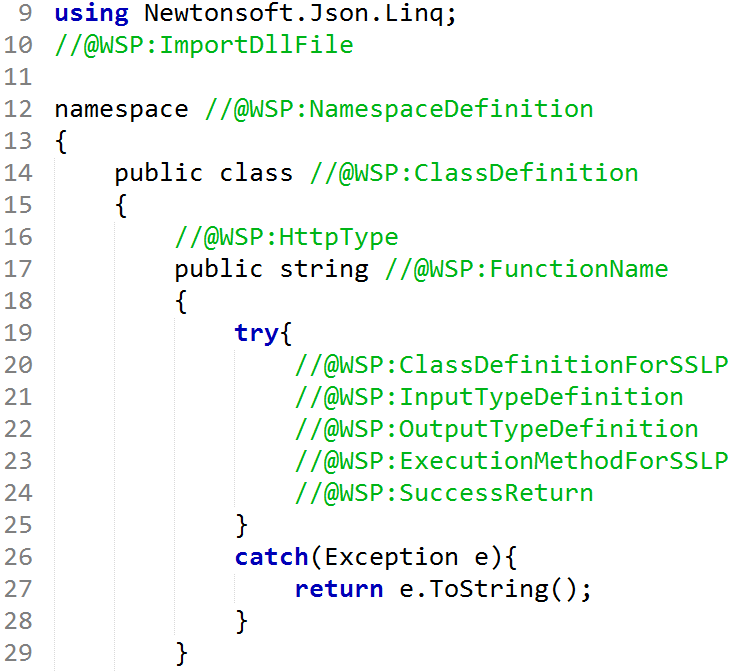 9 using Newtonsoft.Json.Linq;
10 //@WSP:ImportDllFile
11
12 namespace //@WSP:NamespaceDefinition
13 {
14 public class //@WSP:ClassDefinition
15 {
16 //@WSP:HttpType
17 public string //@WSP:FunctionName
18 {
19 try{
20 //@WSP:ClassDefinitionForSSLP
21 //@WSP:InputTypeDefinition
22 //@WSP:OutputTypeDefinition
23 //@WSP:ExecutionMethodForSSLP
24 //@WSP:SuccessReturn
25 }
26 catch(Exception e){
27 return e.ToString();
28 }
29 }